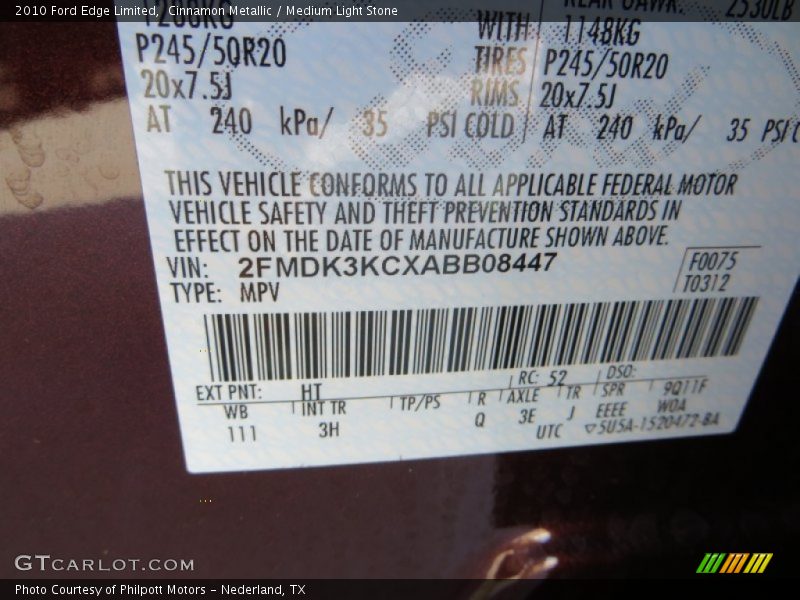 2010 Ford Edge Limited, Cinnamon Metallic / Medium Light Stone
1200KG
P245/50R20
20x7.5J
AT 240 kPa/ 35 PSI COLD
WITH
TIRES
RIMS
2530LB
1148KG
P245/50R20
20x7.5J
AT 240 kPa/ 35 PSI
THIS VEHICLE CONFORMS TO ALL APPLICABLE FEDERAL MOTOR
VEHICLE SAFETY AND THEFT PREVENTION STANDARDS IN
EFFECT ON THE DATE OF MANUFACTURE SHOWN ABOVE.
VIN: 2FMDK3KCXABB08447
F0075
TYPE: MPV
T0312
EXT PNT: HT RC: 52 DSO:
WB INT TR TP/PS R AXLE TR SPR 9Q11F
111 3H Q 3E J EEEE WOA
UTC ▽5U5A-1520472-BA
GTCARLOT.COM
Photo Courtesy of Philpott Motors - Nederland, TX